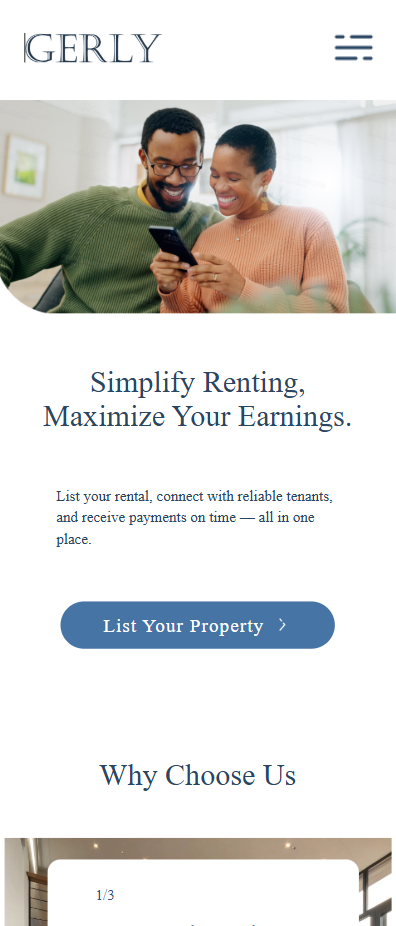 GERLY
Simplify Renting,
Maximize Your Earnings.
List your rental, connect with reliable tenants,
and receive payments on time — all in one
place.
List Your Property
Why Choose Us
1/3